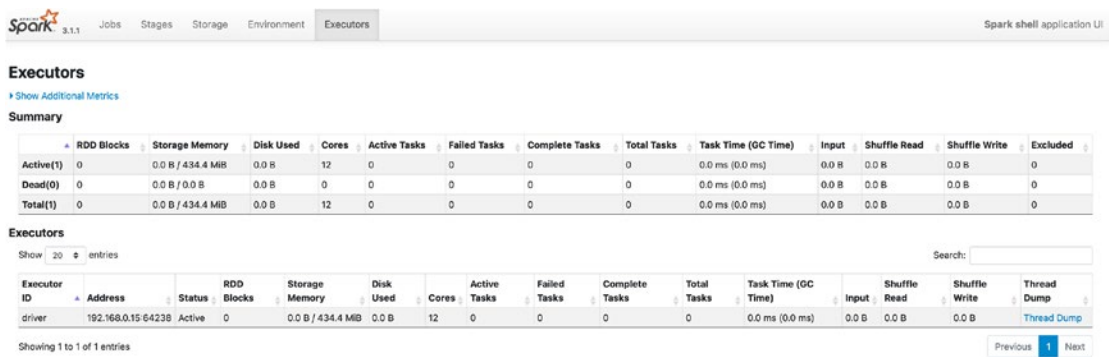 APACHE Spark 3.1.1 Jobs Stages Storage Environment Executors Spark shell application UI
Executors
Show Additional Metrics
Summary
RDD Blocks Storage Memory Disk Used Cores Active Tasks Failed Tasks Complete Tasks Total Tasks Task Time (GC Time) Input Shuffle Read Shuffle Write Excluded
Active(1) 0 0.0 B / 434.4 MiB 0.0 B 12 0 0 0 0 0.0 ms (0.0 ms) 0.0 B 0.0 B 0.0 B 0
Dead(0) 0 0.0 B / 0.0 B 0.0 B 0 0 0 0 0 0.0 ms (0.0 ms) 0.0 B 0.0 B 0.0 B 0
Total(1) 0 0.0 B / 434.4 MiB 0.0 B 12 0 0 0 0 0.0 ms (0.0 ms) 0.0 B 0.0 B 0.0 B 0
Executors
Show 20 entries Search:
Executor ID Address Status RDD Blocks Storage Memory Disk Used Cores Active Tasks Failed Tasks Complete Tasks Total Tasks Task Time (GC Time) Input Shuffle Read Shuffle Write Thread Dump
driver 192.168.0.15:64238 Active 0 0.0 B / 434.4 MiB 0.0 B 12 0 0 0 0 0.0 ms (0.0 ms) 0.0 B 0.0 B 0.0 B Thread Dump
Showing 1 to 1 of 1 entries Previous 1 Next